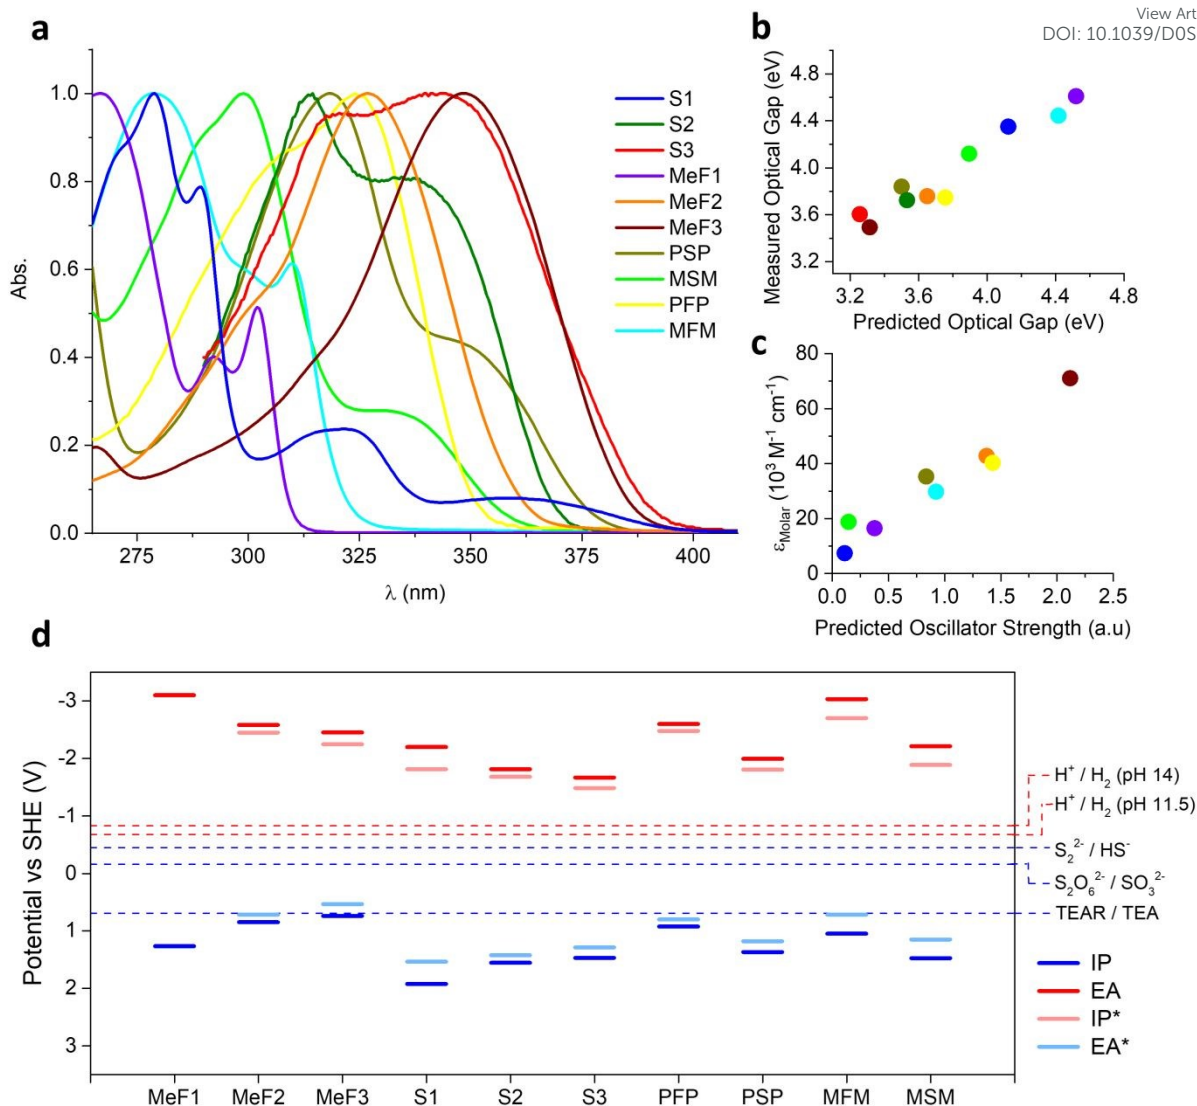 View Art
DOI: 10.1039/D0S
a
1.0
0.8
0.6
0.4
0.2
0.0
Abs.
275
300
325
350
375
400
λ (nm)
S1
S2
S3
MeF1
MeF2
MeF3
PSP
MSM
PFP
MFM
b
4.8
4.4
4.0
3.6
3.2
Measured Optical Gap (eV)
3.2
3.6
4.0
4.4
4.8
Predicted Optical Gap (eV)
c
80
60
40
20
0
εMolar (10³ M⁻¹ cm⁻¹)
0.0
0.5
1.0
1.5
2.0
2.5
Predicted Oscillator Strength (a.u)
d
-3
-2
-1
0
1
2
3
Potential vs SHE (V)
H⁺ / H₂ (pH 14)
H⁺ / H₂ (pH 11.5)
S₂²⁻ / HS⁻
S₂O₆²⁻ / SO₃²⁻
TEAR / TEA
IP
EA
IP*
EA*
MeF1
MeF2
MeF3
S1
S2
S3
PFP
PSP
MFM
MSM